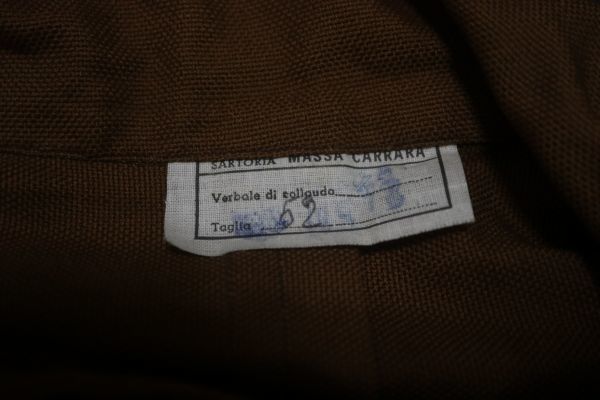 SARTORIA MASSA CARRARA
Verbale di collaudo
Taglia 52